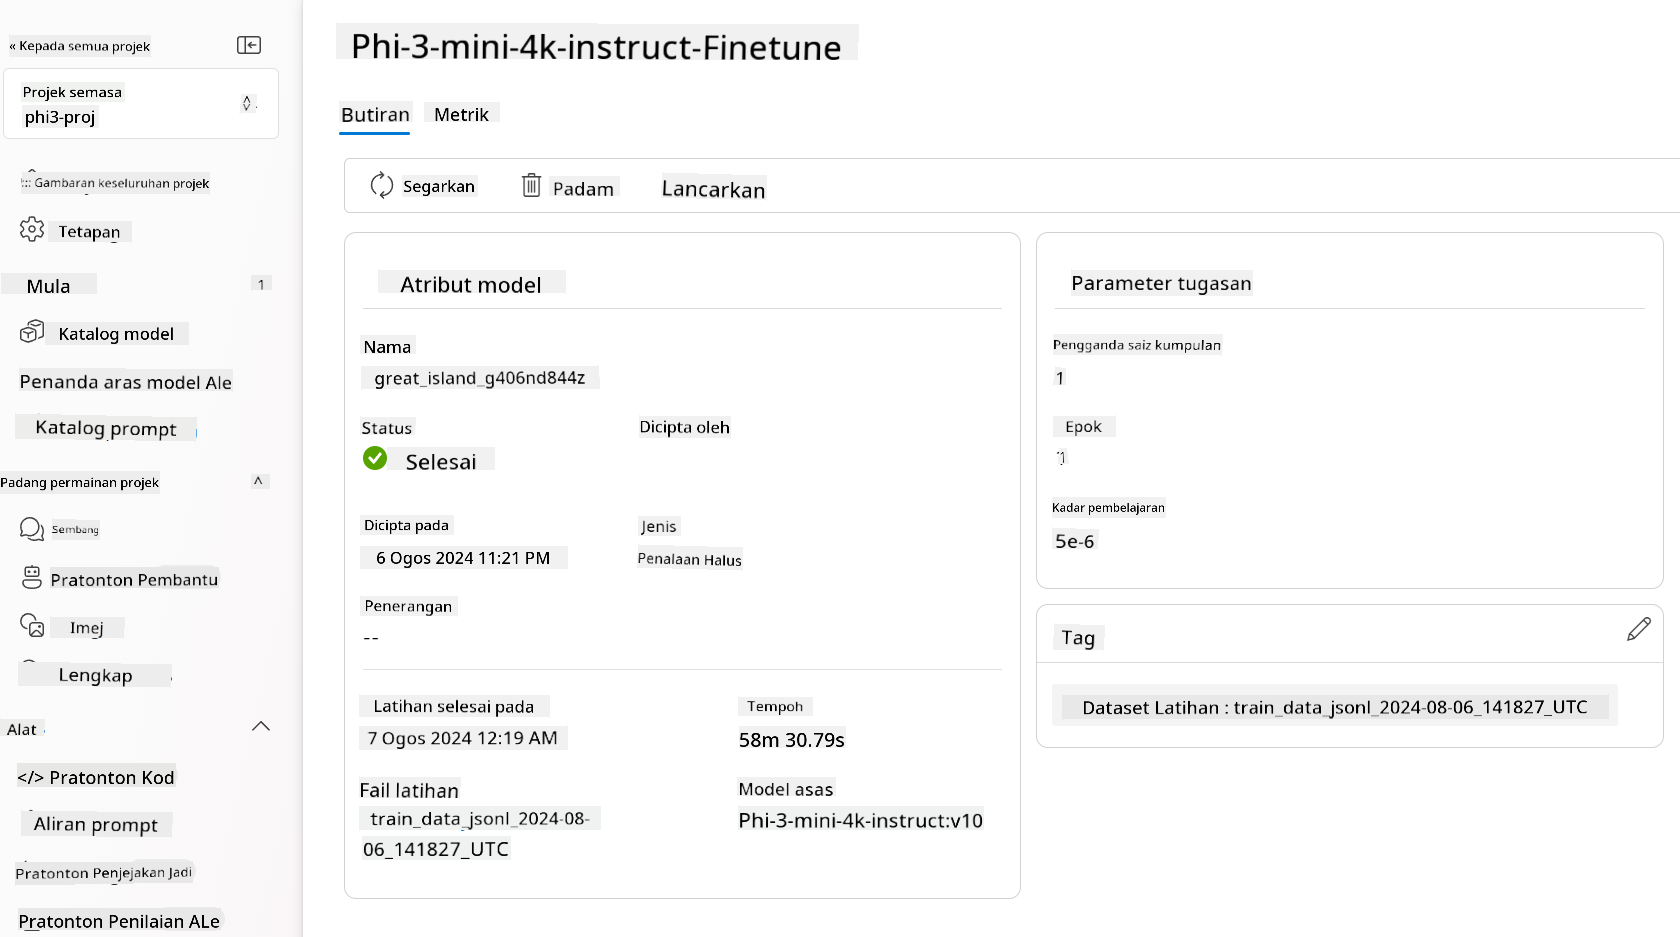 « Kepada semua projek
Projek semasa
phi3-proj
Gambaran keseluruhan projek
Tetapan
Mula
1
Katalog model
Penanda aras model Ale
Katalog prompt
Padang permainan projek
^
Sembang
Pratonton Pembantu
Imej
Lengkap
Alat
</> Pratonton Kod
Aliran prompt
Pratonton Penjejakan Jadi
Pratonton Penilaian ALe
Phi-3-mini-4k-instruct-Finetune
Butiran Metrik
Segarkan Padam Lancarkan
Atribut model
Nama
great_island_g406nd844z
Status Dicipta oleh
Selesai
Dicipta pada Jenis
6 Ogos 2024 11:21 PM Penalaan Halus
Penerangan
--
Latihan selesai pada Tempoh
7 Ogos 2024 12:19 AM 58m 30.79s
Fail latihan Model asas
train_data_jsonl_2024-08- Phi-3-mini-4k-instruct:v10
06_141827_UTC
Parameter tugasan
Pengganda saiz kumpulan
1
Epok
1
Kadar pembelajaran
5e-6
Tag
Dataset Latihan : train_data_jsonl_2024-08-06_141827_UTC